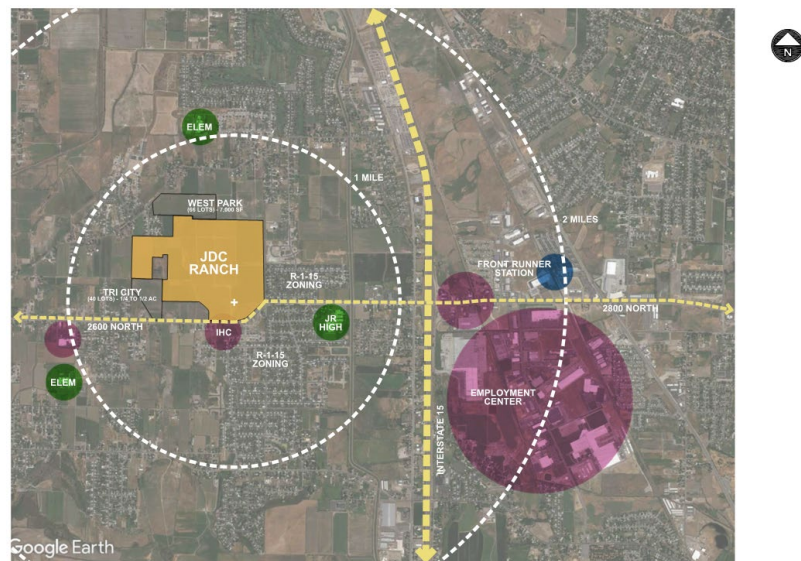 N
ELEM
1 MILE
WEST PARK
(60 LOTS) - 7,000 SF
2 MILES
JDC
RANCH
FRONT RUNNER
STATION
R-1-15
ZONING
TRI CITY
(40 LOTS) - 1/4 TO 1/2 AC
2800 NORTH
JR
HIGH
2600 NORTH
IHC
R-1-15
ZONING
ELEM
EMPLOYMENT
CENTER
INTERSTATE 15
Google Earth